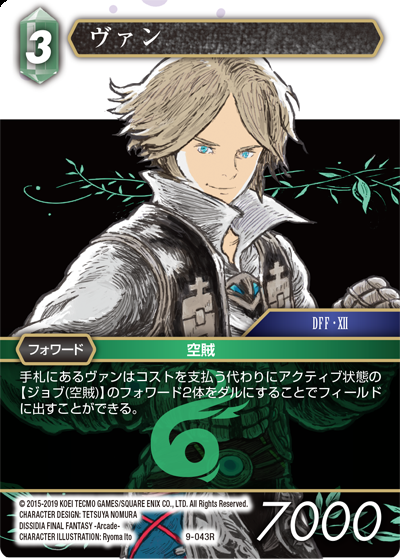 3
ヴァン
DFF・XII
フォワード
空賊
手札にあるヴァンはコストを支払う代わりにアクティブ状態の
【ジョブ(空賊)】のフォワード2体をダルにすることでフィールド
に出すことができる。
© 2015-2019 KOEI TECMO GAMES/SQUARE ENIX CO., LTD. All Rights Reserved.
CHARACTER DESIGN: TETSUYA NOMURA
DISSIDIA FINAL FANTASY -Arcade-
CHARACTER ILLUSTRATION: Ryoma Ito
9-043R
7000